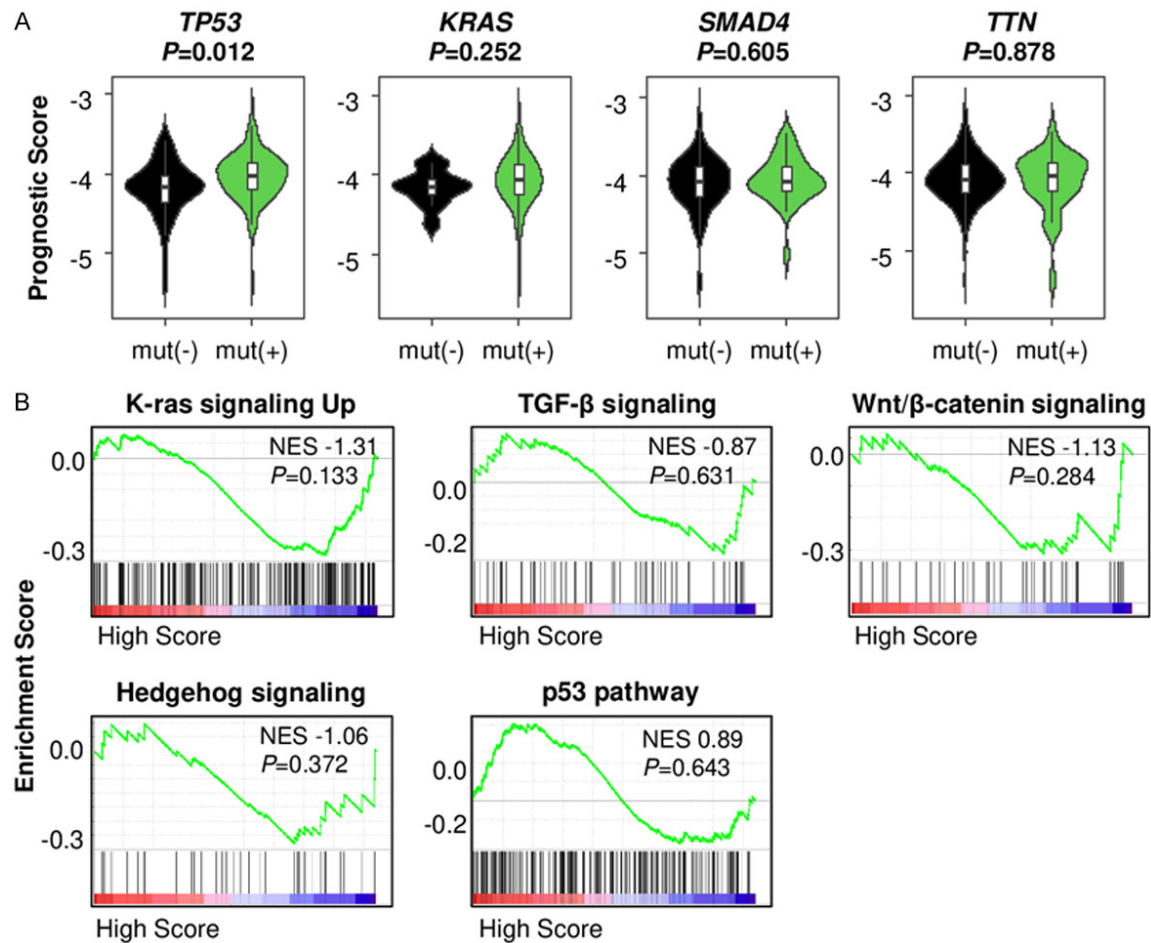 A
TP53 KRAS SMAD4 TTN
P=0.012 P=0.252 P=0.605 P=0.878
Prognostic Score
-3 -3 -3 -3
-4 -4 -4 -4
-5 -5 -5 -5
mut(-) mut(+) mut(-) mut(+) mut(-) mut(+) mut(-) mut(+)
B
Enrichment Score
K-ras signaling Up
NES -1.31
P=0.133
0.0
-0.3
High Score
TGF-β signaling
NES -0.87
P=0.631
0.0
-0.2
High Score
Wnt/β-catenin signaling
NES -1.13
P=0.284
0.0
-0.3
High Score
Hedgehog signaling
NES -1.06
P=0.372
0.0
-0.3
High Score
p53 pathway
NES 0.89
P=0.643
0.0
-0.2
High Score